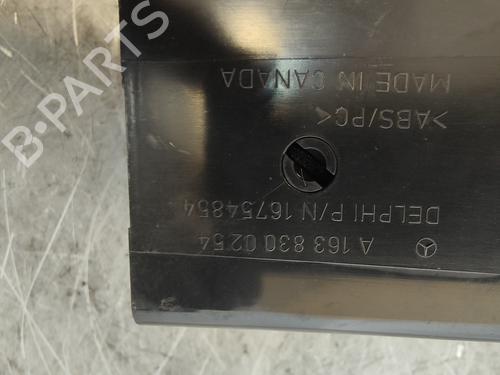 A 163 830 02 54
DELPHI P/N 16754854
>ABS/PC<
MADE IN CANADA
B-PARTS